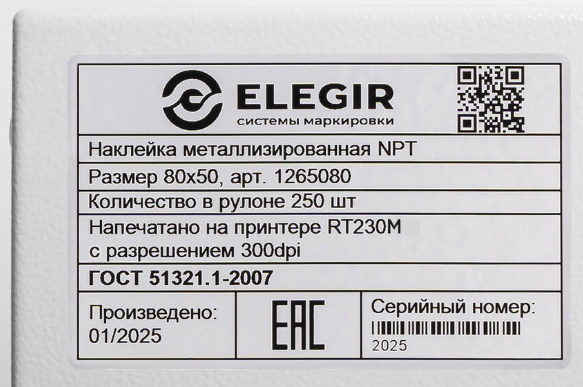 ELEGIR
системы маркировки
Наклейка металлизированная NPT
Размер 80x50, арт. 1265080
Количество в рулоне 250 шт
Напечатано на принтере RT230M
с разрешением 300dpi
ГОСТ 51321.1-2007
Произведено:
01/2025
EAC
Серийный номер:
2025